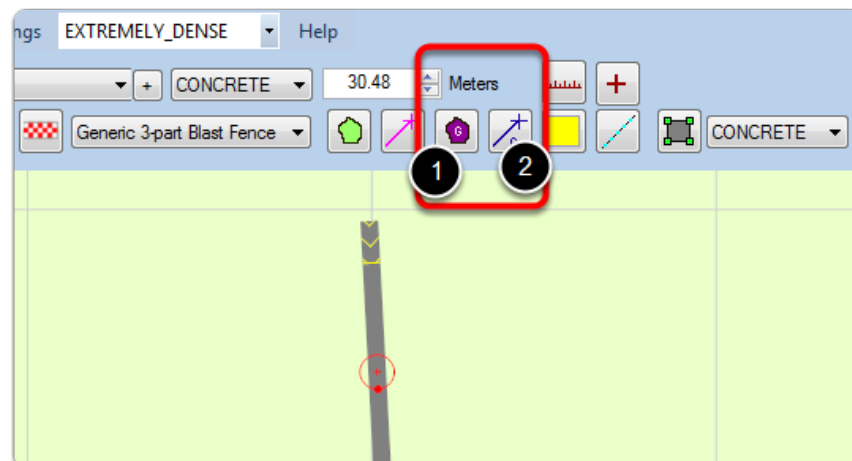 ngs EXTREMELY_DENSE Help
+ CONCRETE 30.48 Meters
Generic 3-part Blast Fence G G CONCRETE
1 2